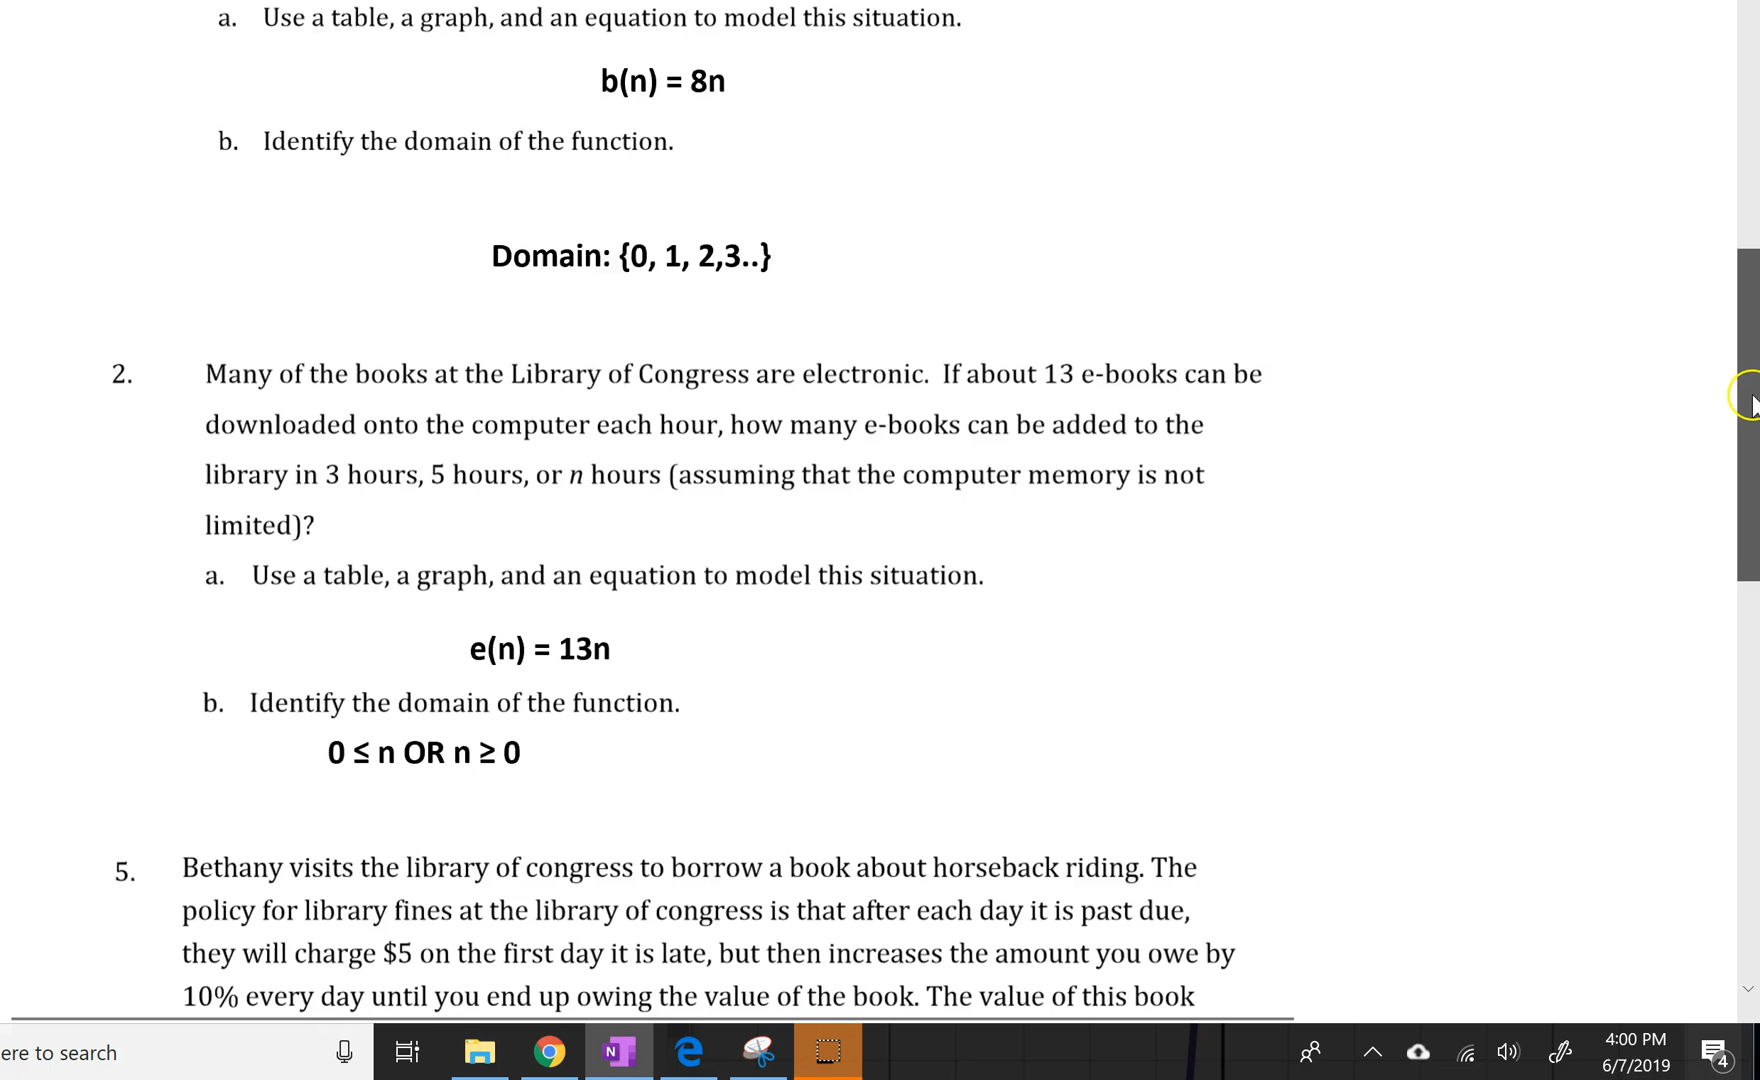 a. Use a table, a graph, and an equation to model this situation.
b(n) = 8n
b. Identify the domain of the function.
Domain: {0, 1, 2,3..}
2. Many of the books at the Library of Congress are electronic. If about 13 e-books can be
downloaded onto the computer each hour, how many e-books can be added to the
library in 3 hours, 5 hours, or n hours (assuming that the computer memory is not
limited)?
a. Use a table, a graph, and an equation to model this situation.
e(n) = 13n
b. Identify the domain of the function.
0 ≤ n OR n ≥ 0
5. Bethany visits the library of congress to borrow a book about horseback riding. The
policy for library fines at the library of congress is that after each day it is past due,
they will charge $5 on the first day it is late, but then increases the amount you owe by
10% every day until you end up owing the value of the book. The value of this book
ere to search
N
4:00 PM
6/7/2019
4